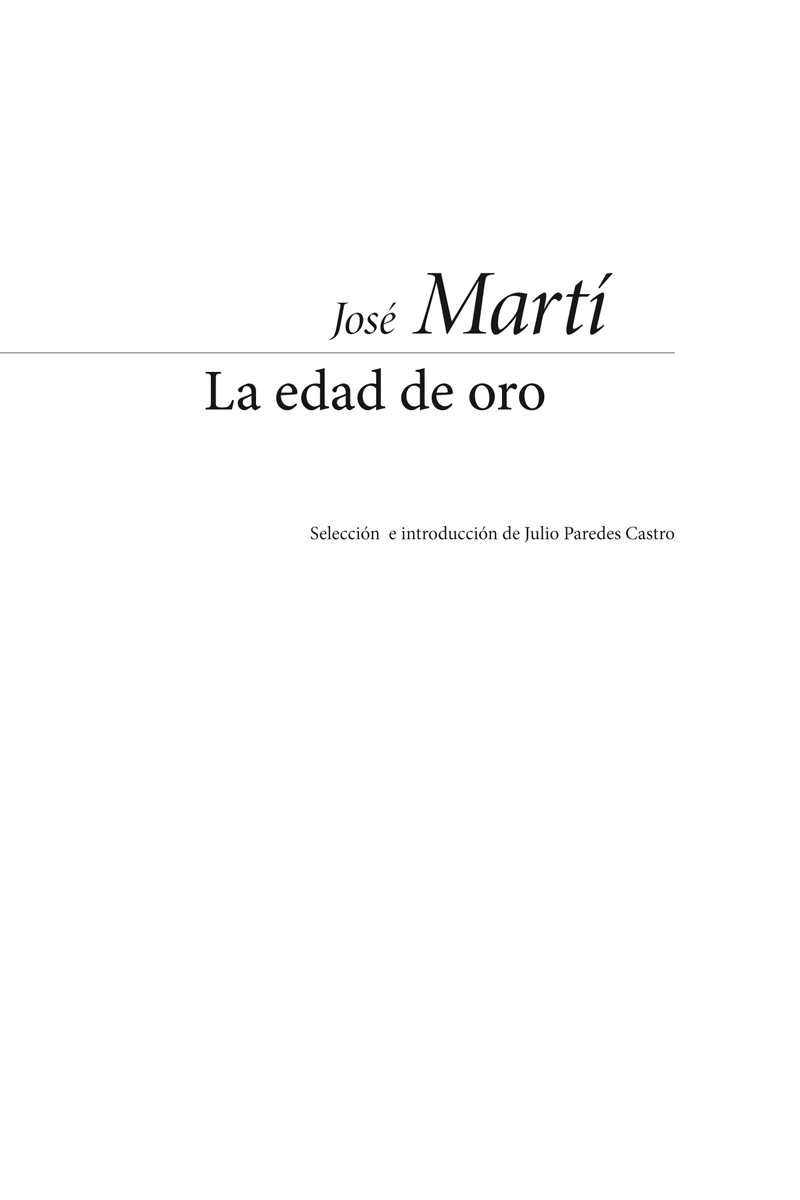 José Martí
La edad de oro
Selección e introducción de Julio Paredes Castro